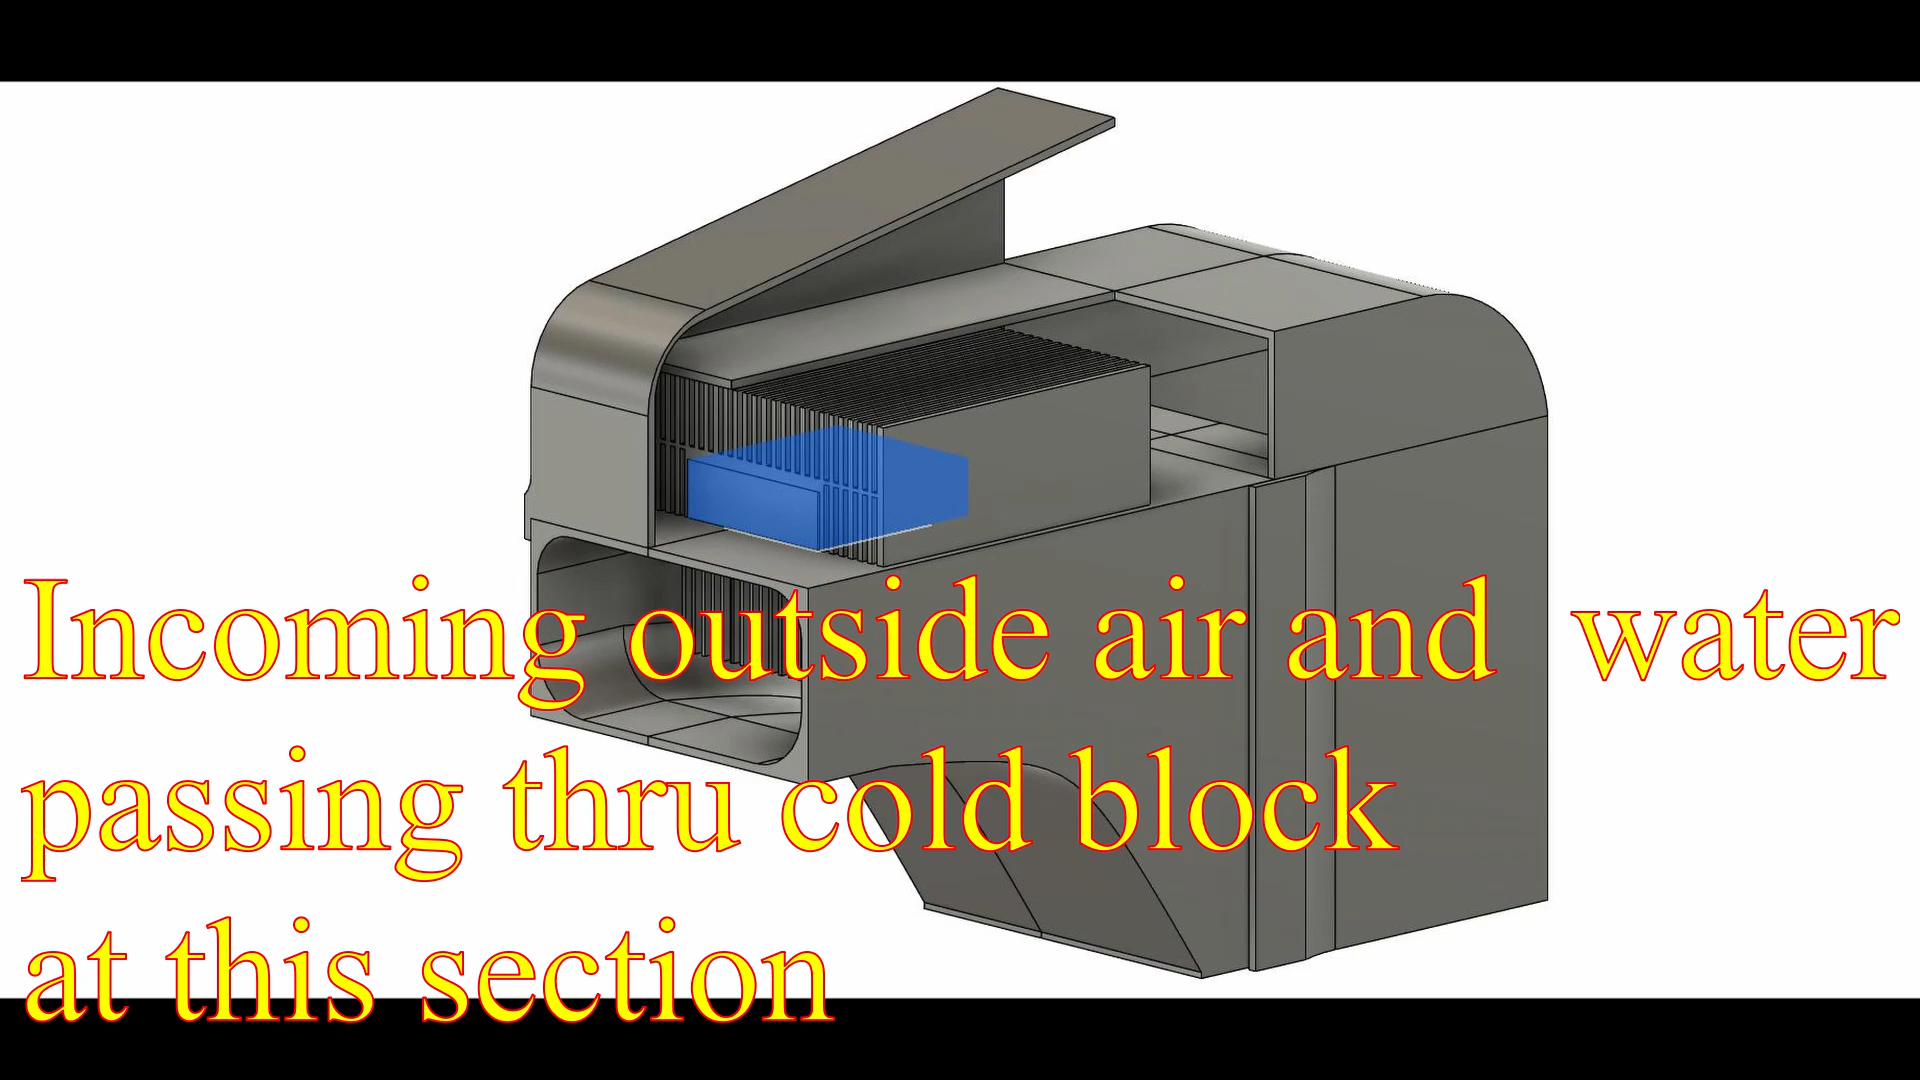 Incoming outside air and water
passing thru cold block
at this section